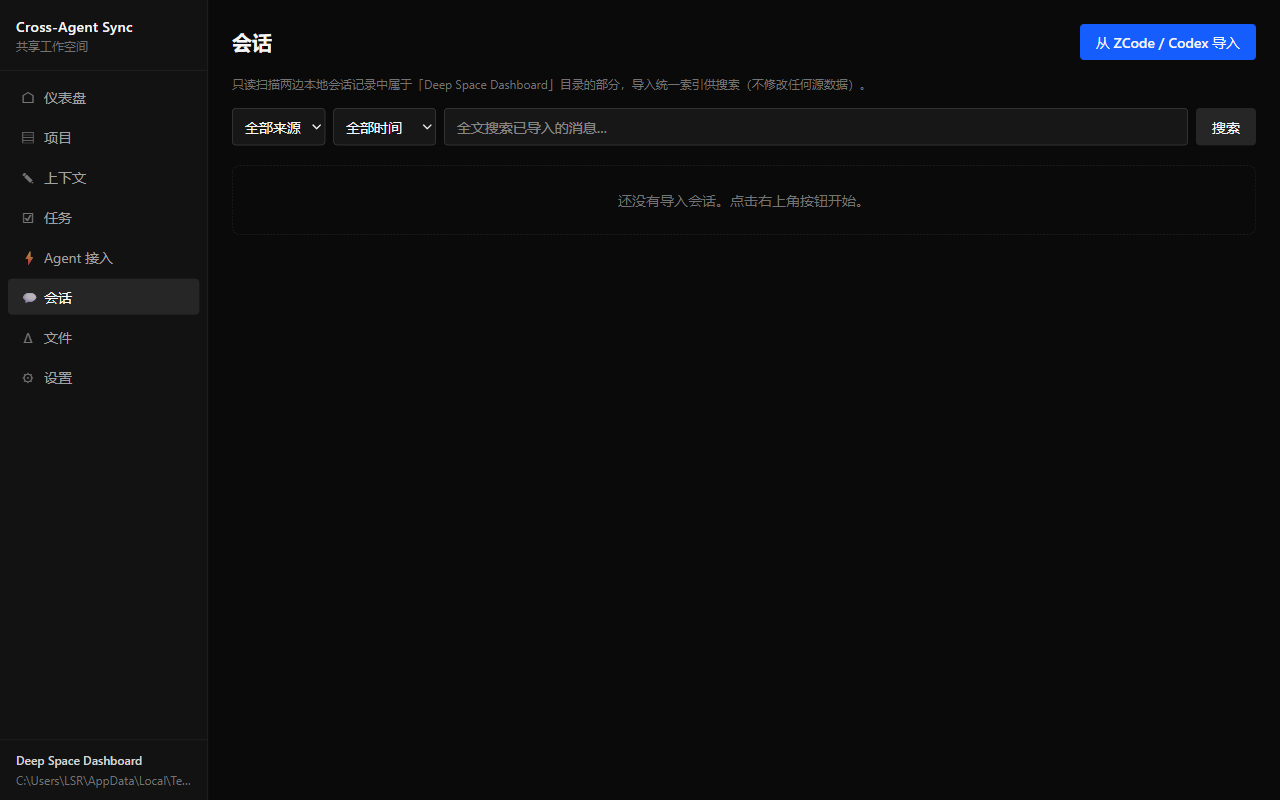 Cross-Agent Sync
共享工作空间
仪表盘
项目
上下文
任务
Agent 接入
会话
文件
设置
Deep Space Dashboard
C:\Users\LSR\AppData\Local\Te...
会话
从 ZCode / Codex 导入
只读扫描两边本地会话记录中属于「Deep Space Dashboard」目录的部分，导入统一索引供搜索（不修改任何源数据）。
全部来源 全部时间 全文搜索已导入的消息... 搜索
还没有导入会话。点击右上角按钮开始。